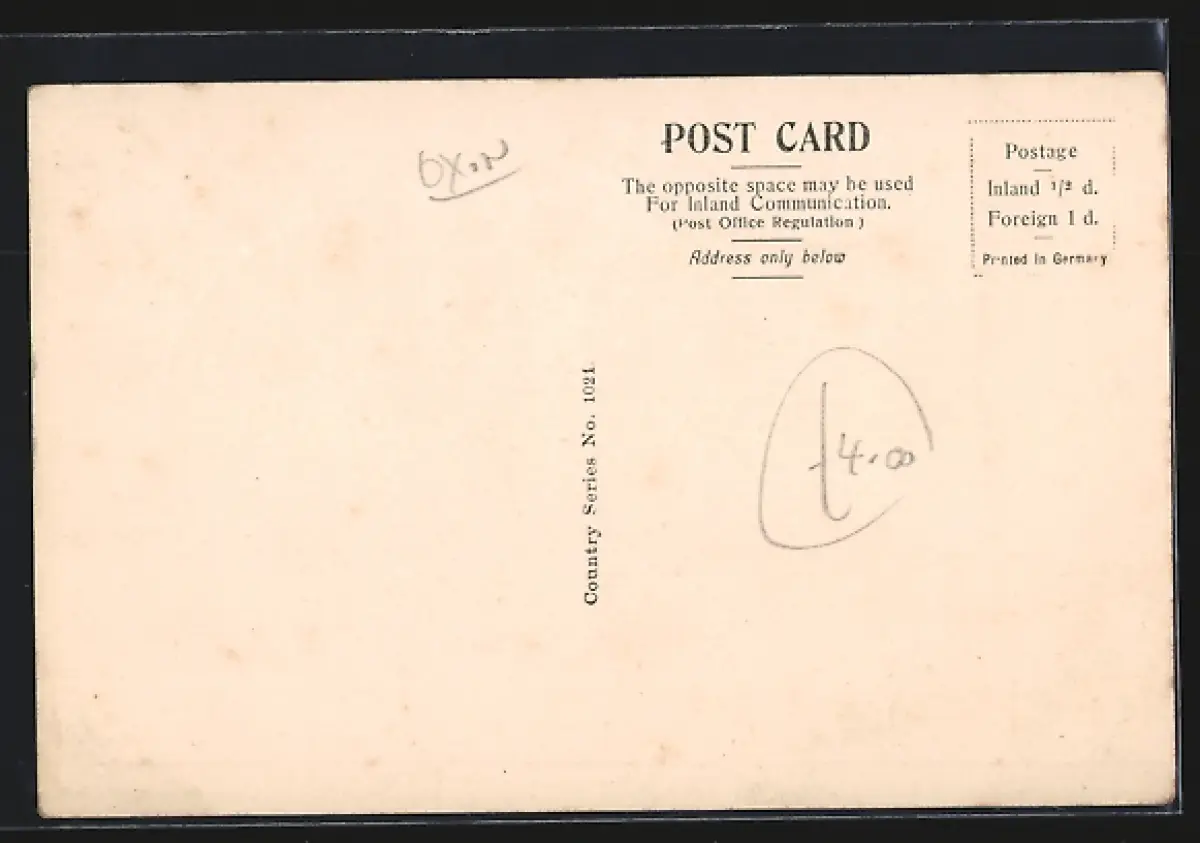 OXON
POST CARD
The opposite space may be used
For Inland Communication.
(Post Office Regulation)
Address only below
Postage
Inland 1/2 d.
Foreign 1 d.
Printed in Germany
Country Series No. 1021.
£4.00